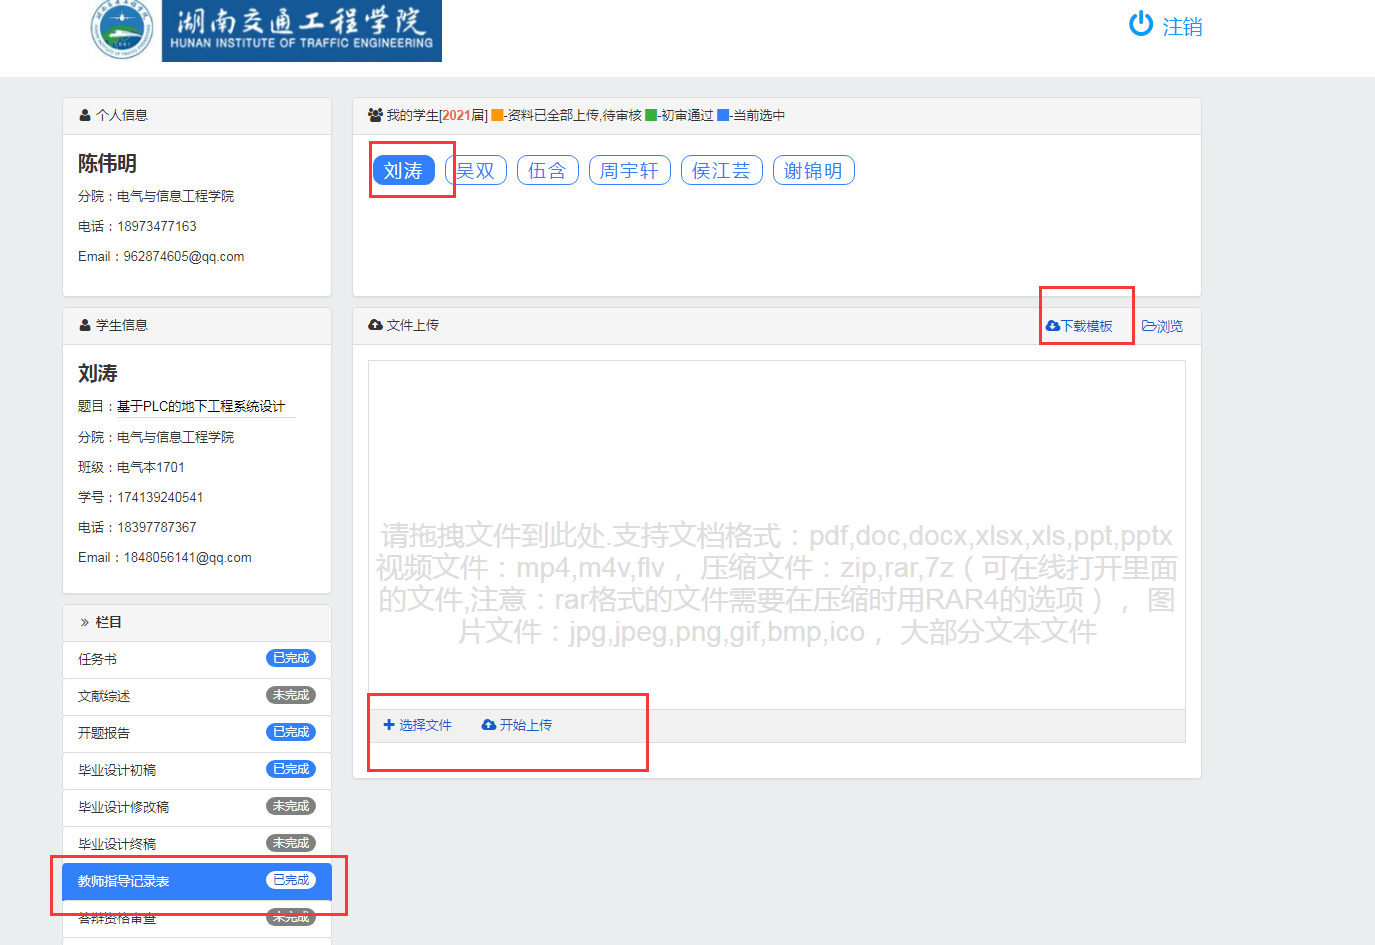 湖南交通工程学院
HUNAN INSTITUTE OF TRAFFIC ENGINEERING
注销
个人信息
陈伟明
分院：电气与信息工程学院
电话：18973477163
Email：962874605@qq.com
我的学生[2021届] -资料已全部上传,待审核 -初审通过 -当前选中
刘涛 吴双 伍含 周宇轩 侯江芸 谢锦明
学生信息
刘涛
题目：基于PLC的地下工程系统设计
分院：电气与信息工程学院
班级：电气本1701
学号：174139240541
电话：18397787367
Email：1848056141@qq.com
文件上传 下载模板 浏览
请拖拽文件到此处.支持文档格式：pdf,doc,docx,xlsx,xls,ppt,pptx
视频文件：mp4,m4v,flv ， 压缩文件：zip,rar,7z（可在线打开里面
的文件,注意：rar格式的文件需要在压缩时用RAR4的选项）， 图
片文件：jpg,jpeg,png,gif,bmp,ico ， 大部分文本文件
选择文件 开始上传
» 栏目
任务书 已完成
文献综述 未完成
开题报告 已完成
毕业设计初稿 已完成
毕业设计修改稿 未完成
毕业设计终稿 未完成
教师指导记录表 已完成
答辩资格审查 未完成